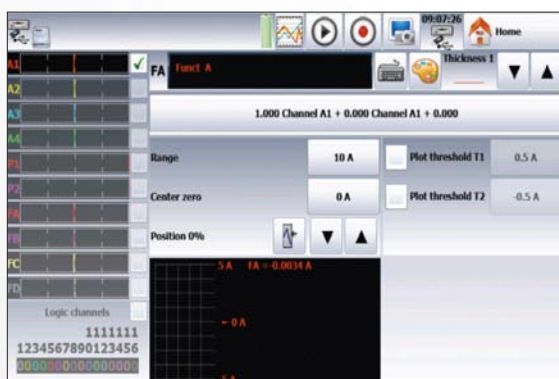 09:07:26
Home
A1
FA Funct A
Thickness 1
A2
1.000 Channel A1 + 0.000 Channel A1 + 0.000
A3
A4
P1
Range 10 A Plot threshold T1 0.5 A
P2
FA
Center zero 0 A Plot threshold T2 -0.5 A
FB
FC
Position 0%
FD
5 A FA = -0.0034 A
Logic channels
← 0 A
1111111
1234567890123456
0000000000000000